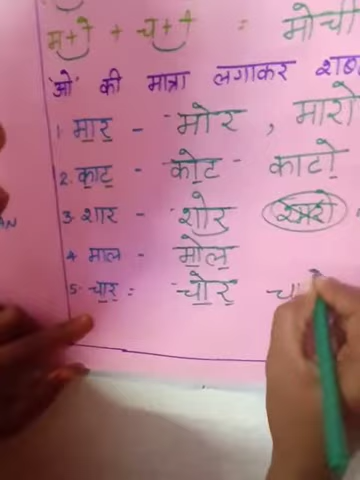 म + ो + च + ी = मोची
'ओ' की मात्रा लगाकर शब्द
1. मार - मोर , मारो
2. काट - कोट - काटो
3. शार - शोर
4. माल - मोल
5. चार = चोर चा